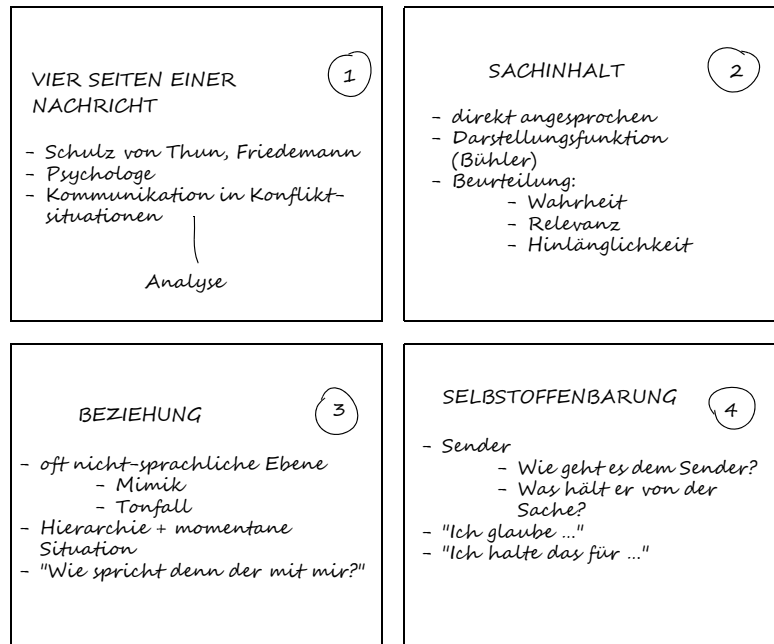 VIER SEITEN EINER
NACHRICHT
1
- Schulz von Thun, Friedemann
- Psychologe
- Kommunikation in Konflikt-
situationen
Analyse
SACHINHALT
2
- direkt angesprochen
- Darstellungsfunktion
(Bühler)
- Beurteilung:
- Wahrheit
- Relevanz
- Hinlänglichkeit
BEZIEHUNG
3
- oft nicht-sprachliche Ebene
- Mimik
- Tonfall
- Hierarchie + momentane
Situation
- "Wie spricht denn der mit mir?"
SELBSTOFFENBARUNG
4
- Sender
- Wie geht es dem Sender?
- Was hält er von der
Sache?
- "Ich glaube ..."
- "Ich halte das für ..."